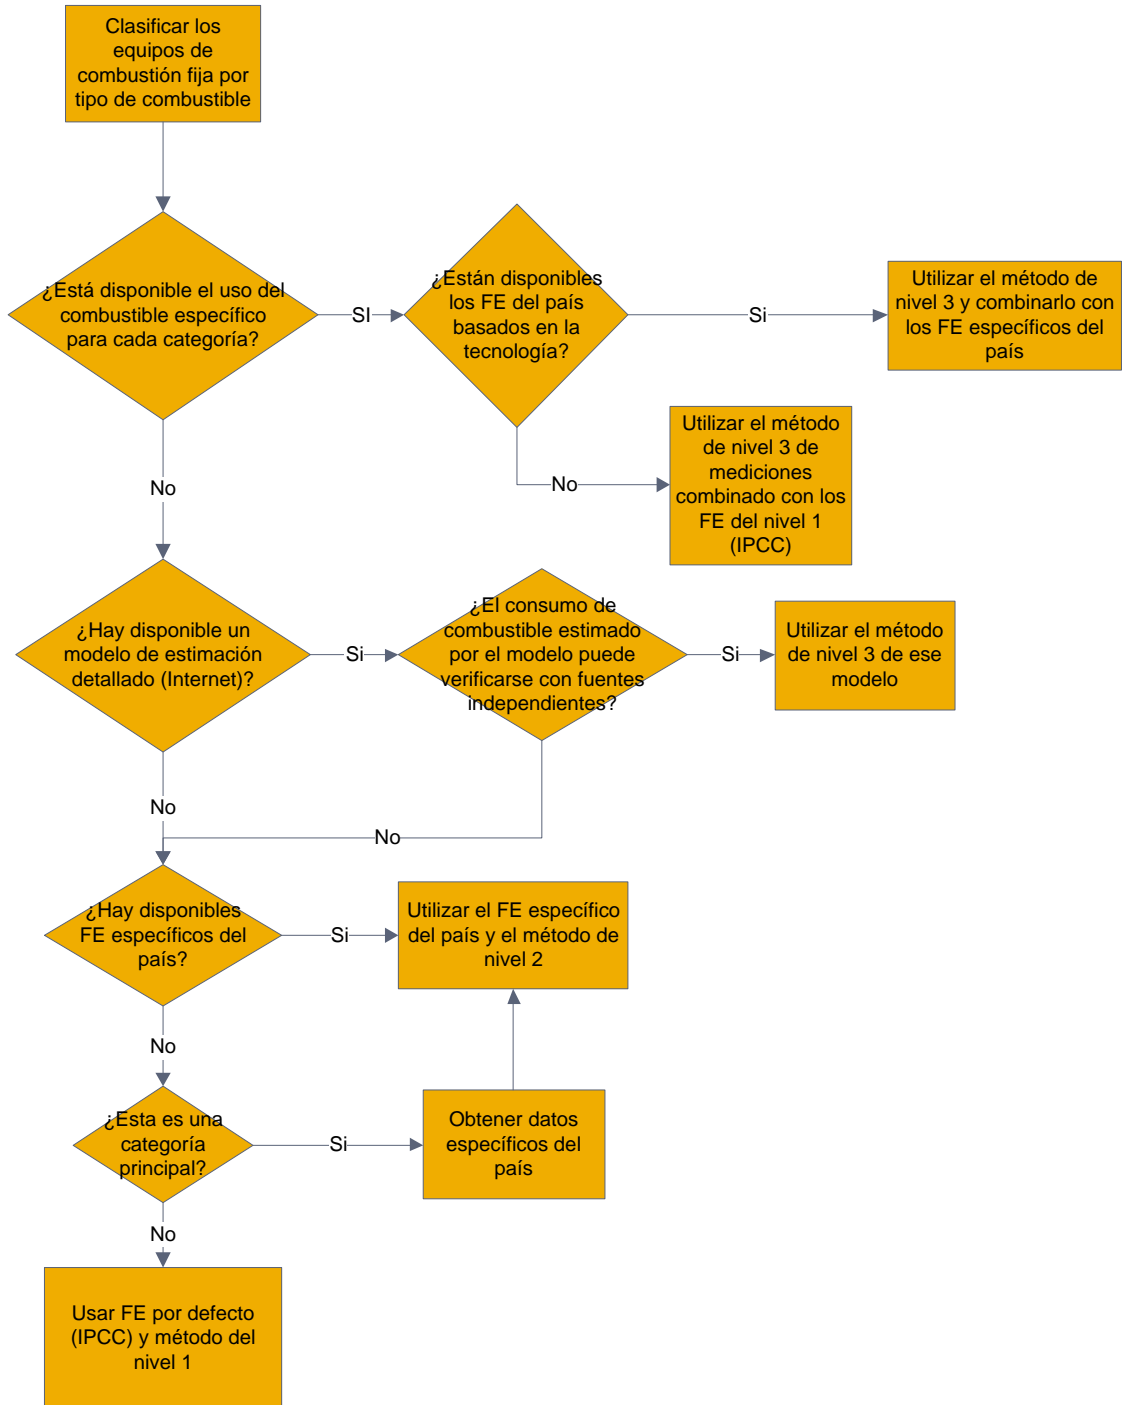 Clasificar los
equipos de
combustión fija por
tipo de combustible
¿Está disponible el uso del
combustible específico
para cada categoría?
SI
¿Están disponibles
los FE del país
basados en la
tecnología?
Si
Utilizar el método de
nivel 3 y combinarlo con
los FE específicos del
país
No
Utilizar el método
de nivel 3 de
mediciones
combinado con los
FE del nivel 1
(IPCC)
No
¿Hay disponible un
modelo de estimación
detallado (Internet)?
Si
¿El consumo de
combustible estimado
por el modelo puede
verificarse con fuentes
independientes?
Si
Utilizar el método
de nivel 3 de ese
modelo
No
No
¿Hay disponibles
FE específicos del
país?
Si
Utilizar el FE específico
del país y el método de
nivel 2
No
¿Esta es una
categoría
principal?
Si
Obtener datos
específicos del
país
No
Usar FE por defecto
(IPCC) y método del
nivel 1